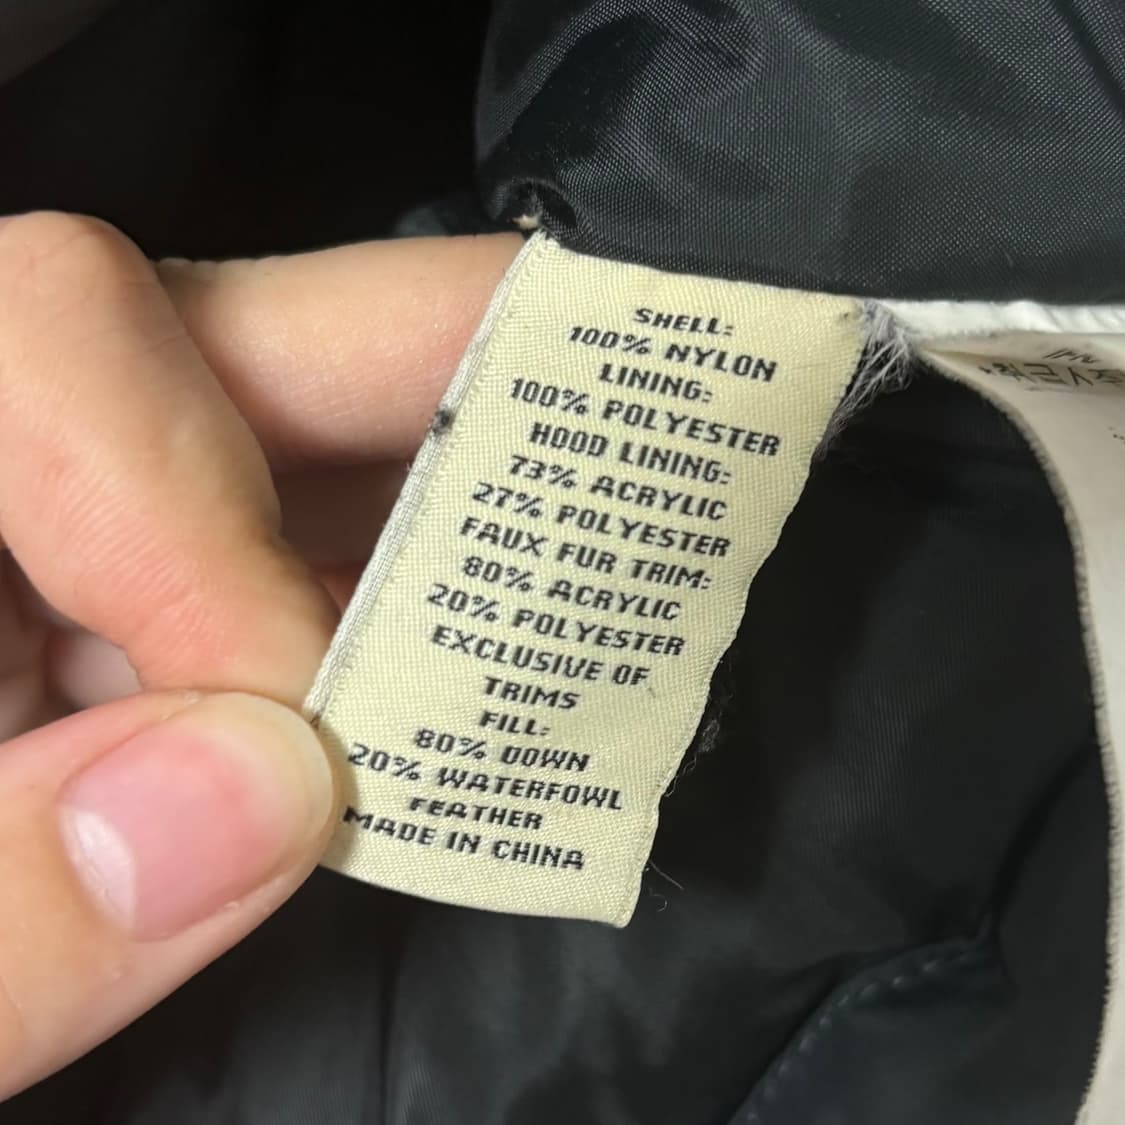 SHELL:
100% NYLON
LINING:
100% POLYESTER
HOOD LINING:
73% ACRYLIC
27% POLYESTER
FAUX FUR TRIM:
80% ACRYLIC
20% POLYESTER
EXCLUSIVE OF
TRIMS
FILL:
80% DOWN
20% WATERFOWL
FEATHER
MADE IN CHINA